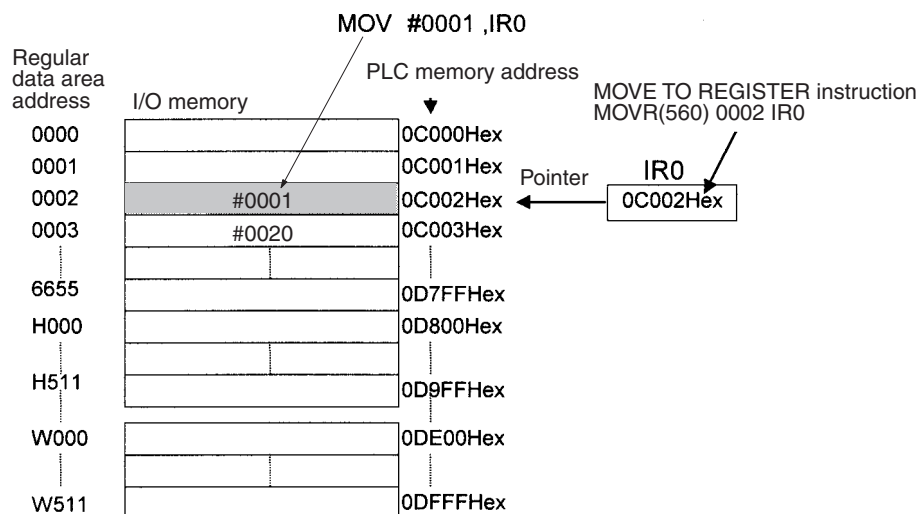 MOV #0001 ,IR0
Regular
data area
address
I/O memory
PLC memory address
MOVE TO REGISTER instruction
MOVR(560) 0002 IR0
0000
0C000Hex
0001
0C001Hex
0002
#0001
0C002Hex
Pointer
IR0
0C002Hex
0003
#0020
0C003Hex
6655
0D7FFHex
H000
0D800Hex
H511
0D9FFHex
W000
0DE00Hex
W511
0DFFFHex